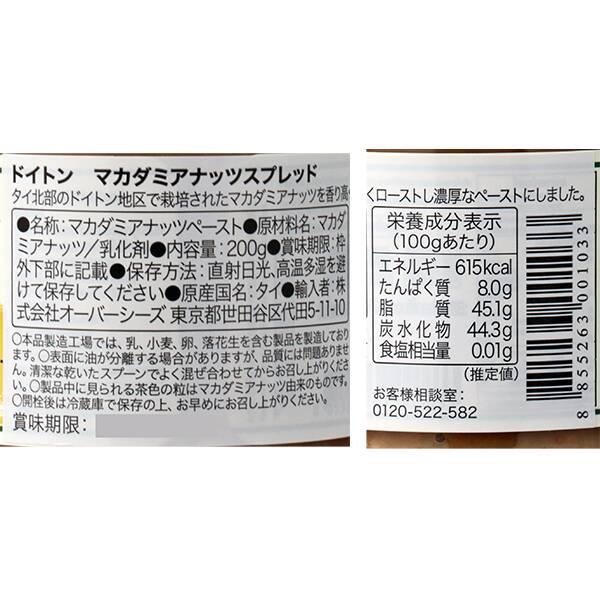 ドイトン　マカダミアナッツスプレッド
タイ北部のドイトン地区で栽培されたマカダミアナッツを香り高
●名称：マカダミアナッツペースト●原材料名：マカダ
ミアナッツ／乳化剤●内容量：200g●賞味期限：枠
外下部に記載●保存方法：直射日光、高温多湿を避
けて保存してください●原産国名：タイ●輸入者：株
式会社オーバーシーズ 東京都世田谷区代田5-11-10
○本品製造工場では、乳、小麦、卵、落花生を含む製品を製造しており
ます。○表面に油が分離する場合がありますが、品質には問題ありませ
ん。清潔な乾いたスプーンでよく混ぜ合わせてからお召し上がりくださ
い。○製品中に見られる茶色の粒はマカダミアナッツ由来のものです。
○開栓後は冷蔵庫で保存の上、お早めにお召し上がりください。
賞味期限：
くローストし濃厚なペーストにしました。
栄養成分表示
（100gあたり）
エネルギー 615kcal
たんぱく質 8.0g
脂質 45.1g
炭水化物 44.3g
食塩相当量 0.01g
（推定値）
お客様相談室：
0120-522-582
8 855263 001033